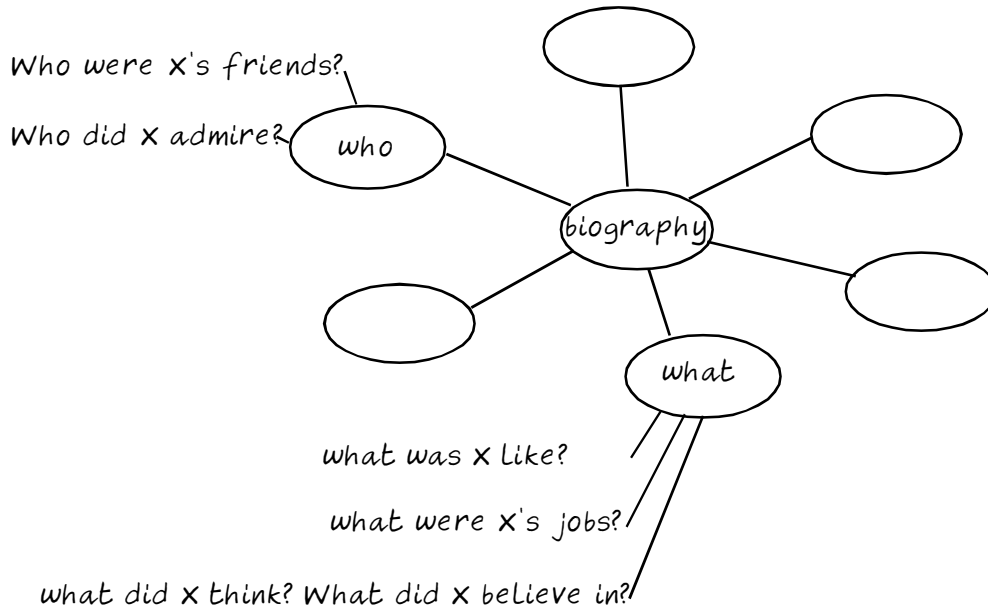 Who were x's friends?
Who did x admire?
who
biography
what
what was x like?
what were x's jobs?
what did x think? What did x believe in?